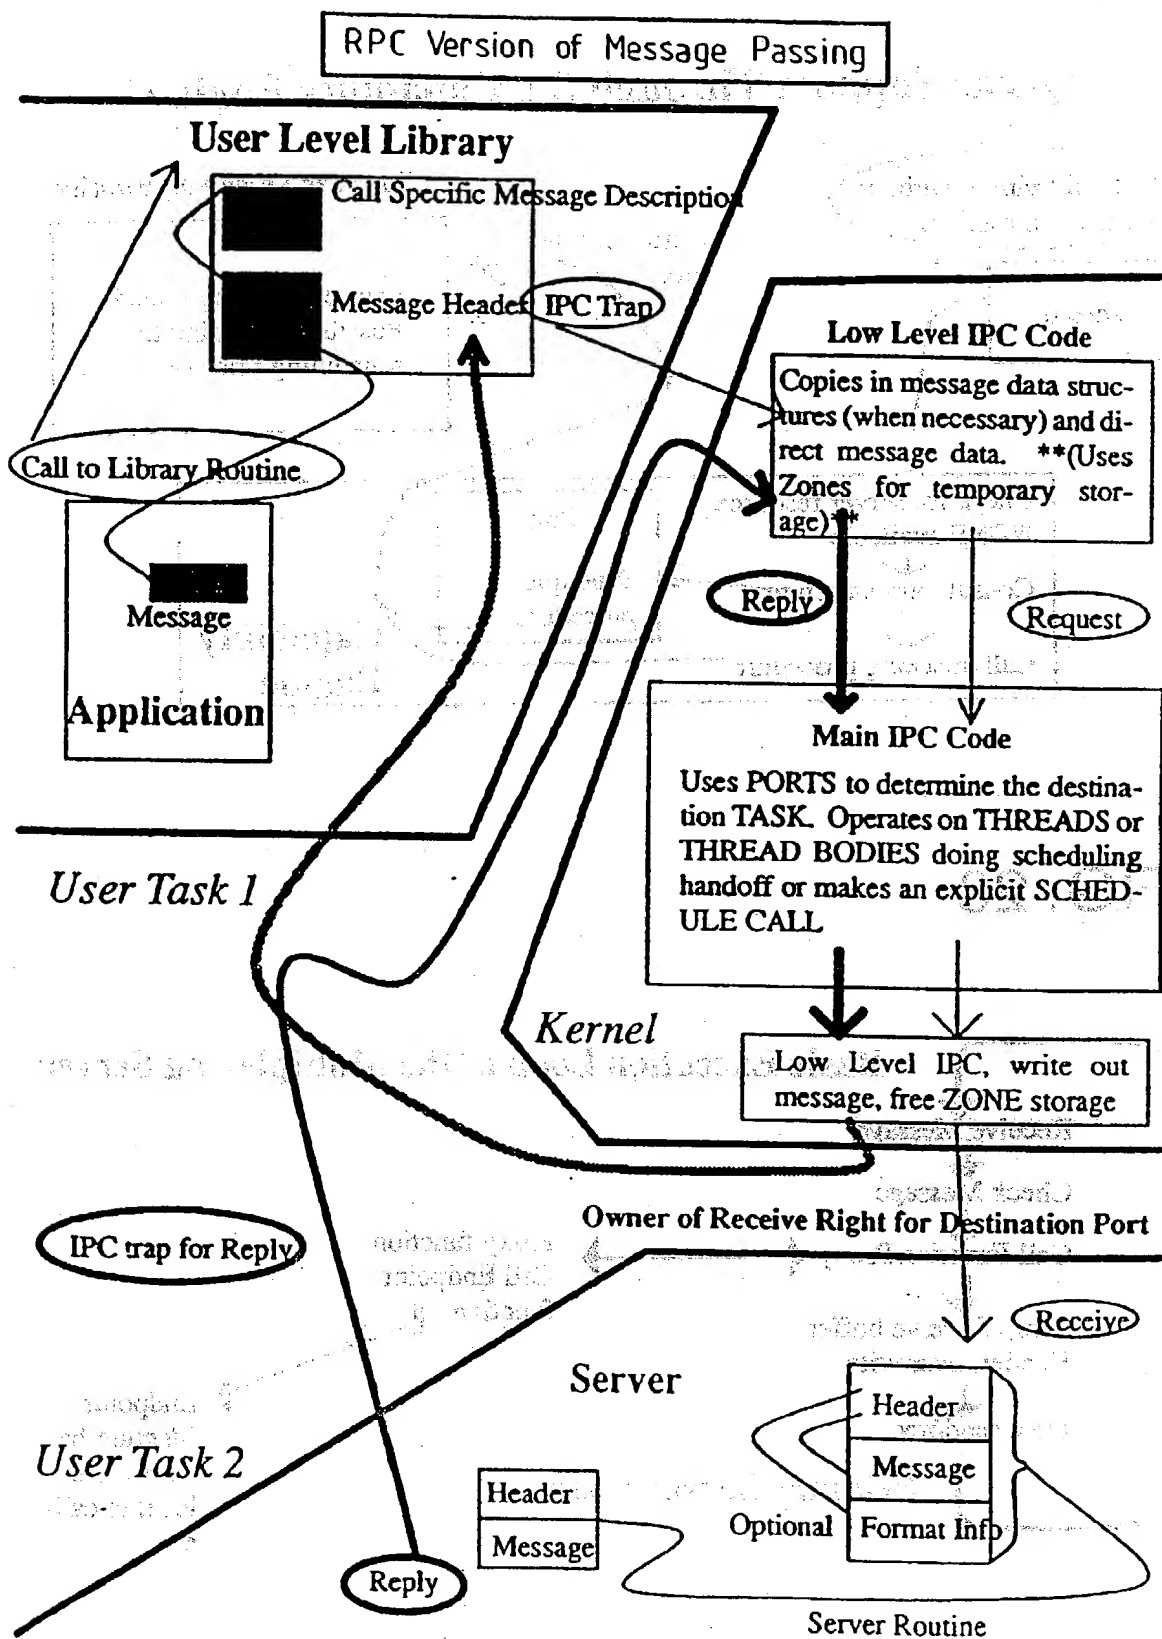 RPC Version of Message Passing
User Level Library
Call Specific Message Description
Message Header
IPC Trap
Call to Library Routine
Message
Application
User Task 1
Low Level IPC Code
Copies in message data struc-
tures (when necessary) and di-
rect message data. **(Uses
Zones for temporary stor-
age)**
Reply
Request
Main IPC Code
Uses PORTS to determine the destina-
tion TASK. Operates on THREADS or
THREAD BODIES doing scheduling
handoff or makes an explicit SCHED-
ULE CALL
Kernel
Low Level IPC, write out
message, free ZONE storage
Owner of Receive Right for Destination Port
IPC trap for Reply
Receive
Server
User Task 2
Header
Message
Optional
Format Info
Header
Message
Reply
Server Routine